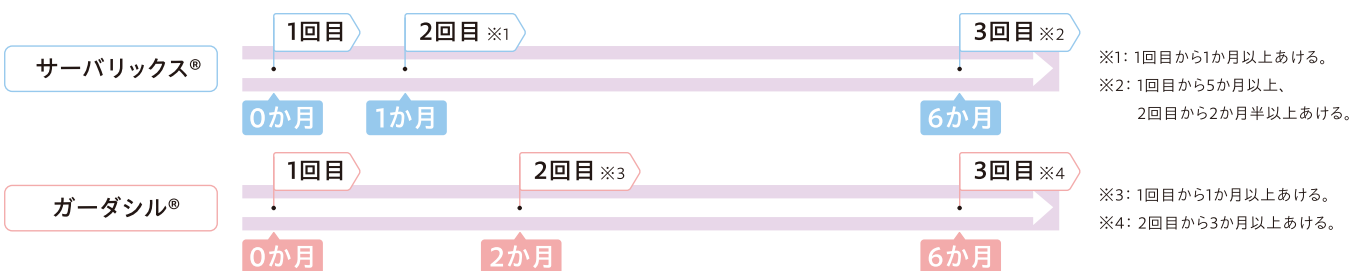 1回目
2回目 ※1
3回目 ※2
サーバリックス®
0か月
1か月
6か月
※1: 1回目から1か月以上あける。
※2: 1回目から5か月以上、
2回目から2か月半以上あける。
1回目
2回目 ※3
3回目 ※4
ガーダシル®
0か月
2か月
6か月
※3: 1回目から1か月以上あける。
※4: 2回目から3か月以上あける。